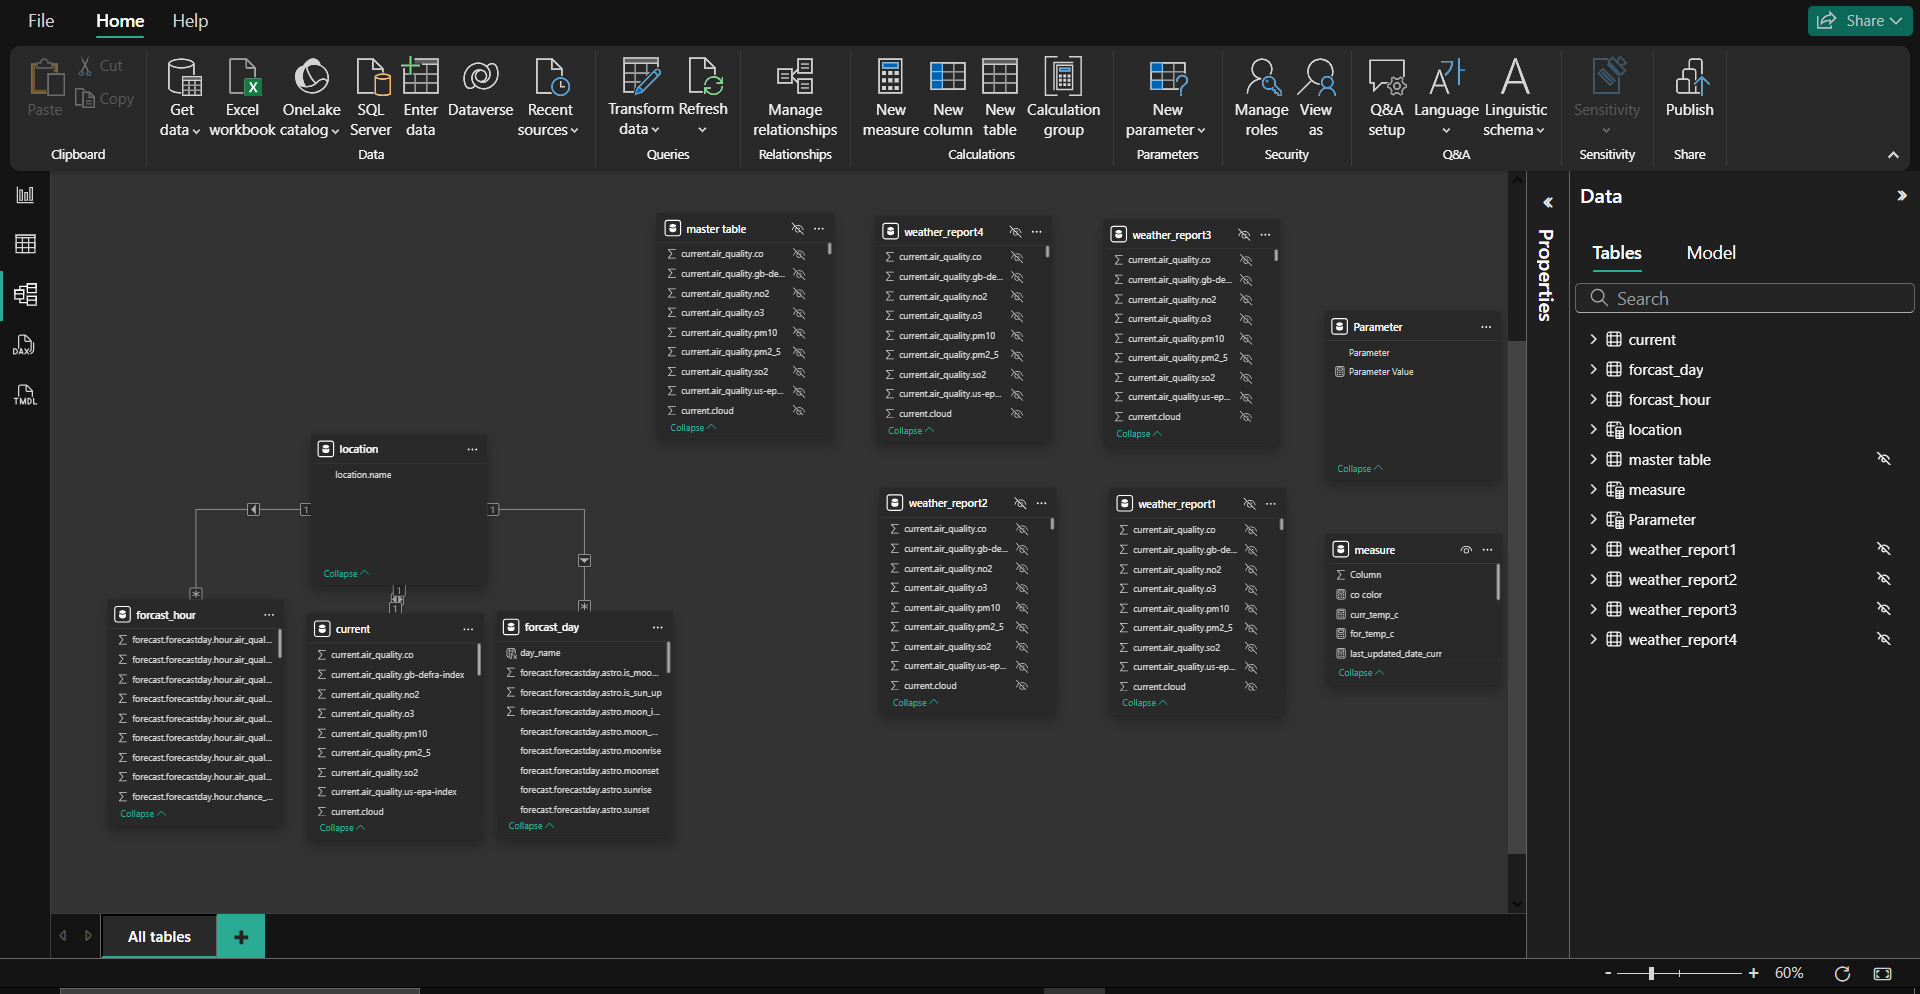 File
Home
Help
Share
Paste
Cut
Copy
Clipboard
Get data
Excel workbook
OneLake catalog
SQL Server
Enter data
Dataverse
Recent sources
Data
Transform data
Refresh
Queries
Manage relationships
Relationships
New measure
New column
New table
Calculation group
Calculations
New parameter
Parameters
Manage roles
View as
Security
Q&A setup
Language
Linguistic schema
Q&A
Sensitivity
Sensitivity
Publish
Share
DAX
TMDL
master table
current.air_quality.co
current.air_quality.gb-de...
current.air_quality.no2
current.air_quality.o3
current.air_quality.pm10
current.air_quality.pm2_5
current.air_quality.so2
current.air_quality.us-ep...
current.cloud
Collapse
weather_report4
current.air_quality.co
current.air_quality.gb-de...
current.air_quality.no2
current.air_quality.o3
current.air_quality.pm10
current.air_quality.pm2_5
current.air_quality.so2
current.air_quality.us-ep...
current.cloud
Collapse
weather_report3
current.air_quality.co
current.air_quality.gb-de...
current.air_quality.no2
current.air_quality.o3
current.air_quality.pm10
current.air_quality.pm2_5
current.air_quality.so2
current.air_quality.us-ep...
current.cloud
Collapse
Parameter
Parameter
Parameter Value
Collapse
location
location.name
Collapse
1
1
1
1
*
*
weather_report2
current.air_quality.co
current.air_quality.gb-de...
current.air_quality.no2
current.air_quality.o3
current.air_quality.pm10
current.air_quality.pm2_5
current.air_quality.so2
current.air_quality.us-ep...
current.cloud
Collapse
weather_report1
current.air_quality.co
current.air_quality.gb-de...
current.air_quality.no2
current.air_quality.o3
current.air_quality.pm10
current.air_quality.pm2_5
current.air_quality.so2
current.air_quality.us-ep...
current.cloud
Collapse
measure
Column
co color
curr_temp_c
for_temp_c
last_updated_date_curr
Collapse
forcast_hour
forecast.forecastday.hour.air_qual...
forecast.forecastday.hour.air_qual...
forecast.forecastday.hour.air_qual...
forecast.forecastday.hour.air_qual...
forecast.forecastday.hour.air_qual...
forecast.forecastday.hour.air_qual...
forecast.forecastday.hour.air_qual...
forecast.forecastday.hour.air_qual...
forecast.forecastday.hour.chance_...
Collapse
current
current.air_quality.co
current.air_quality.gb-defra-index
current.air_quality.no2
current.air_quality.o3
current.air_quality.pm10
current.air_quality.pm2_5
current.air_quality.so2
current.air_quality.us-epa-index
current.cloud
Collapse
forcast_day
day_name
forecast.forecastday.astro.is_moo...
forecast.forecastday.astro.is_sun_up
forecast.forecastday.astro.moon_i...
forecast.forecastday.astro.moon_...
forecast.forecastday.astro.moonrise
forecast.forecastday.astro.moonset
forecast.forecastday.astro.sunrise
forecast.forecastday.astro.sunset
Collapse
Properties
Data
Tables
Model
Search
current
forcast_day
forcast_hour
location
master table
measure
Parameter
weather_report1
weather_report2
weather_report3
weather_report4
All tables
60%